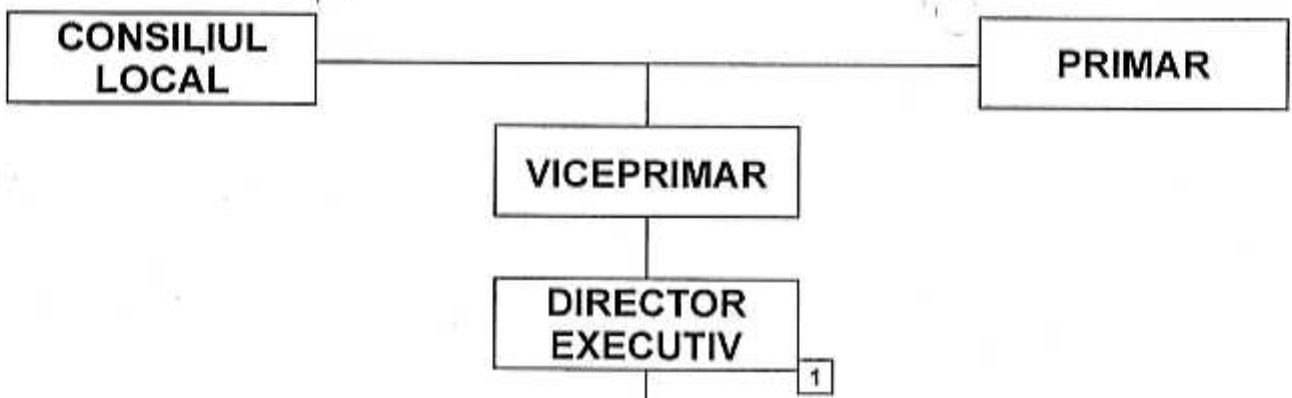 CONSILIUL
LOCAL
PRIMAR
VICEPRIMAR
DIRECTOR
EXECUTIV
1